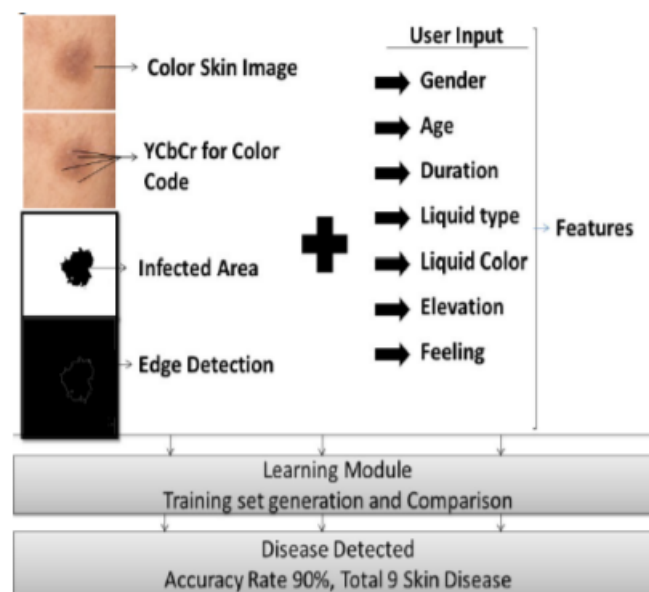 Color Skin Image
YCbCr for Color
Code
Infected Area
Edge Detection
User Input
Gender
Age
Duration
Liquid type
Liquid Color
Elevation
Feeling
Features
Learning Module
Training set generation and Comparison
Disease Detected
Accuracy Rate 90%, Total 9 Skin Disease